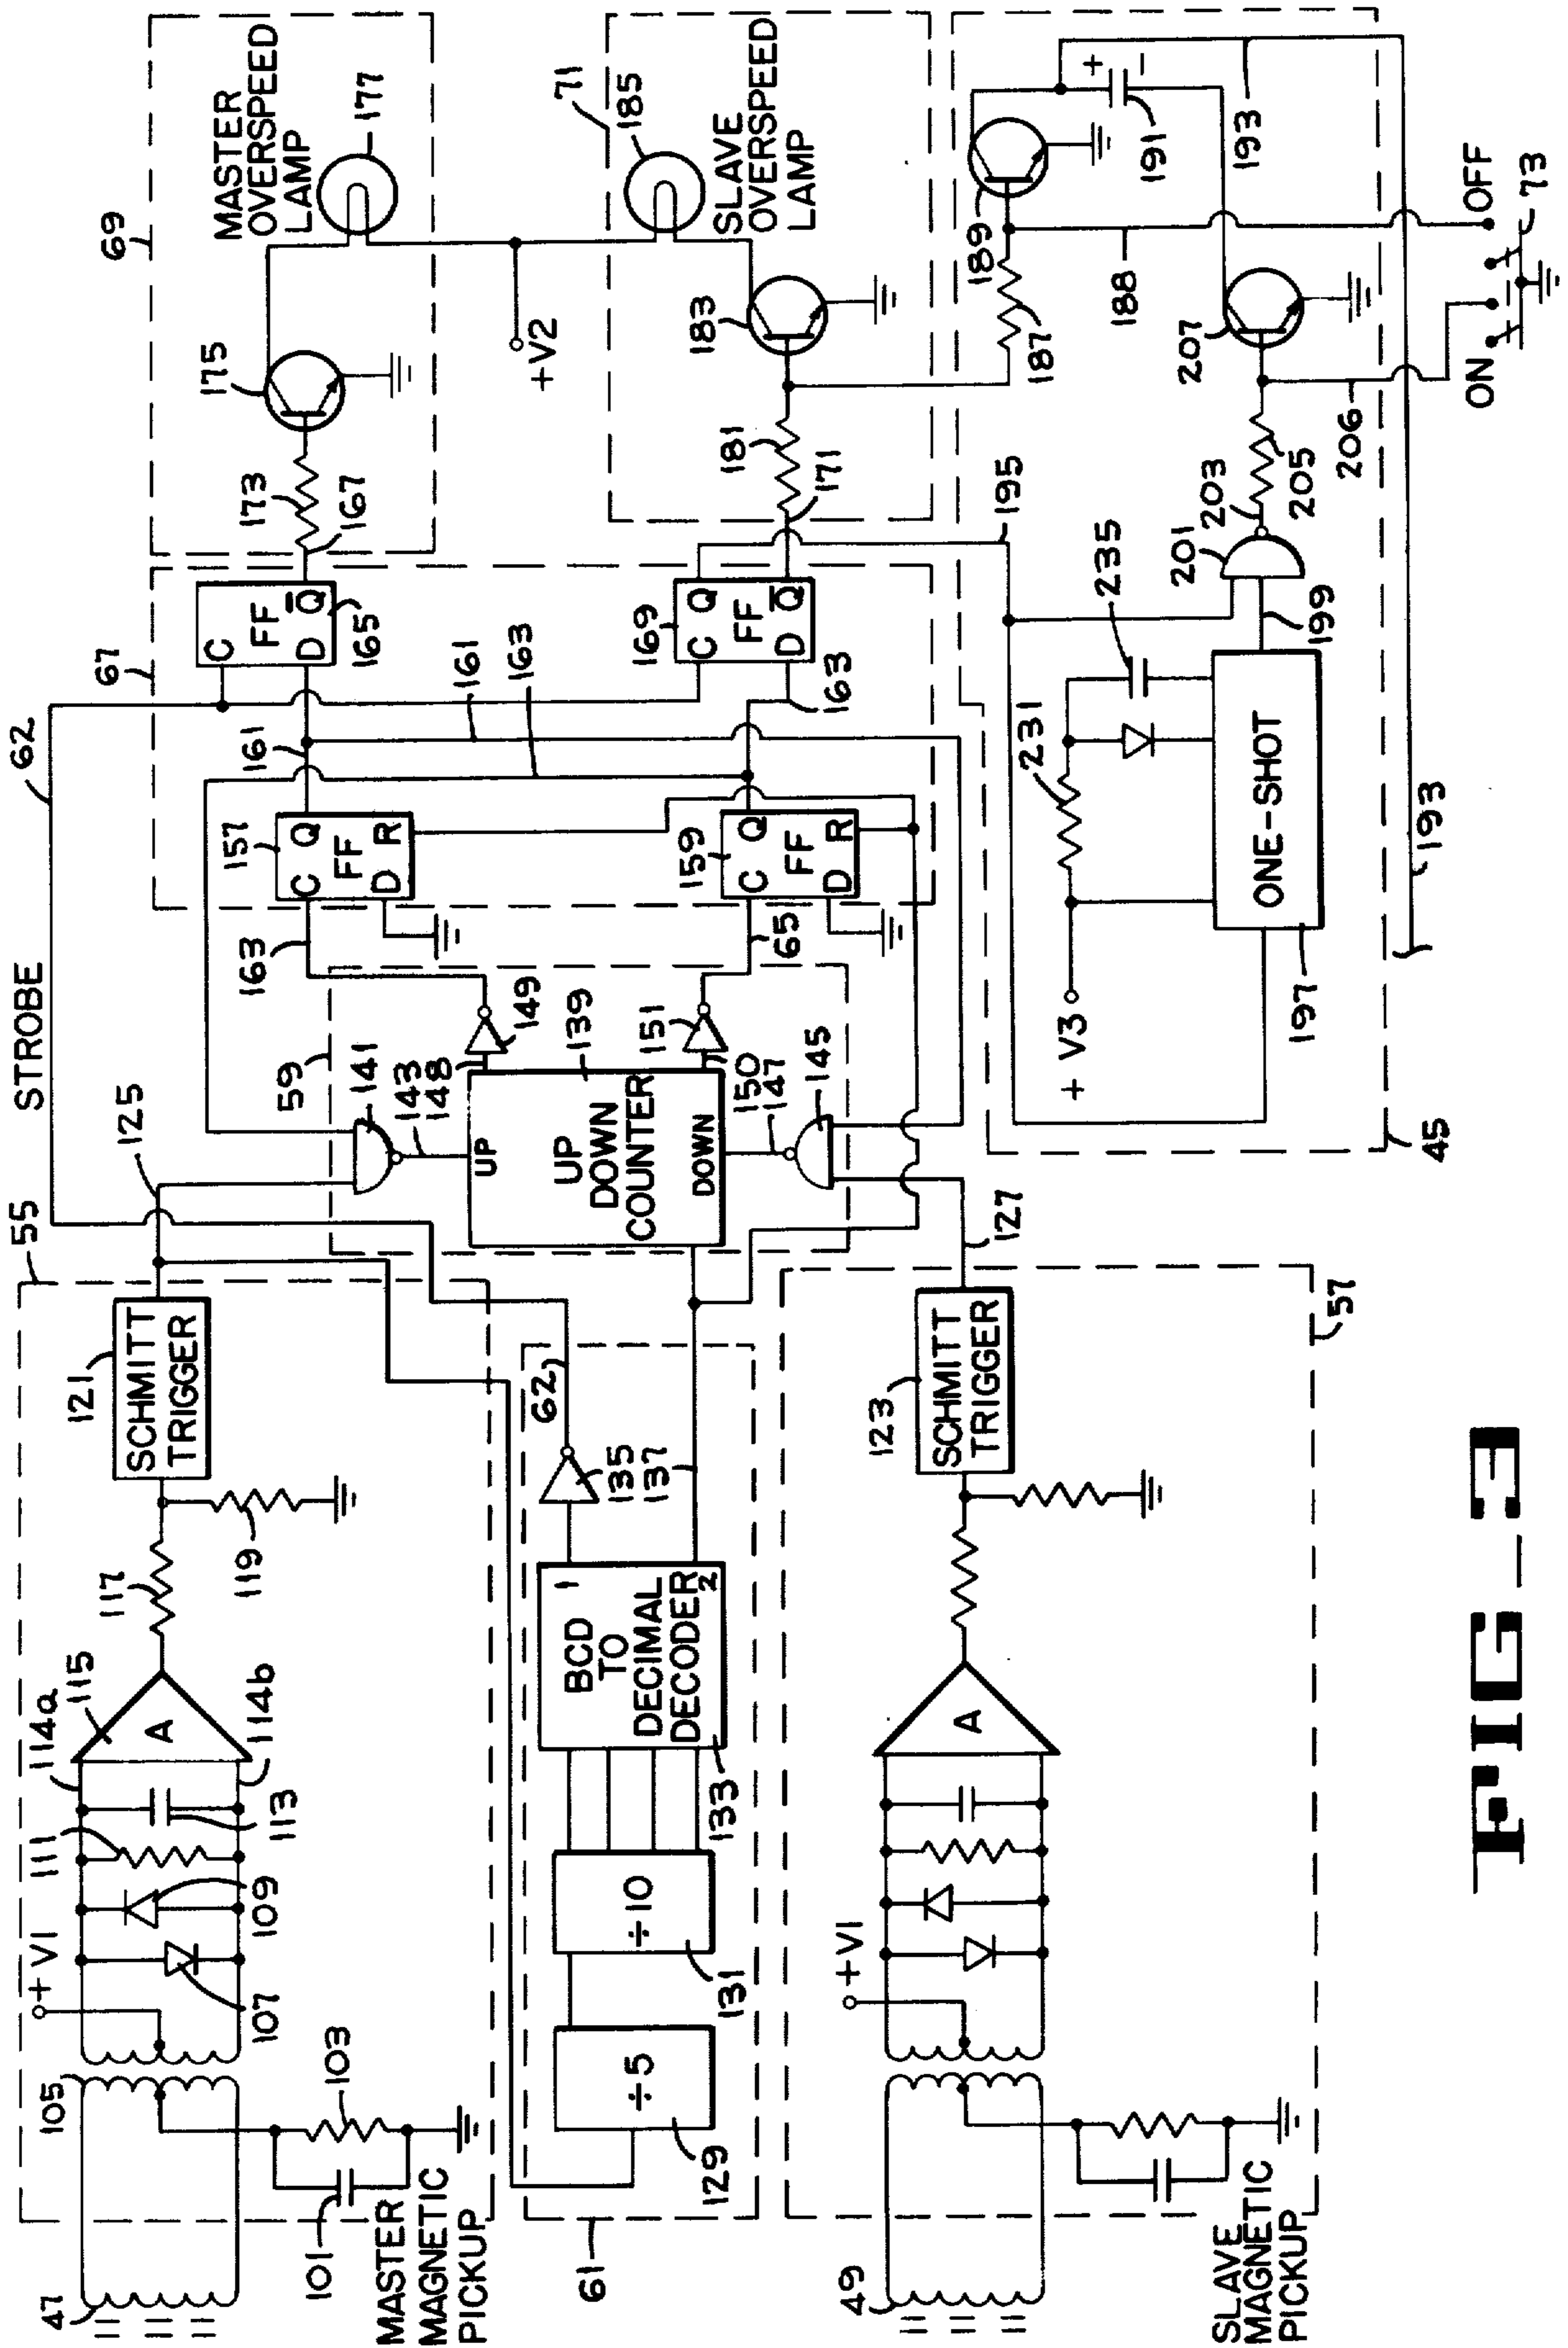 69
MASTER
OVERSPEED
LAMP
177
175
173
167
+V2
71
185
SLAVE
OVERSPEED
LAMP
183
181
171
189
187
188
191
193
+
−
207
206
205
203
201
199
195
235
231
+ V3
ONE-SHOT
197
193
45
ON
OFF
73
STROBE
62
67
C
FF
D
Q̅
165
161
163
161
157
C
Q
FF
D
R
163
169
C
Q
FF
D
Q̅
163
159
C
Q
FF
D
R
65
59
141
143
148
149
139
UP
UP
DOWN
COUNTER
DOWN
151
150
147
145
125
127
55
121
SCHMITT
TRIGGER
117
119
114a
115
A
114b
111
113
109
107
+V1
105
103
101
47
MASTER
MAGNETIC
PICKUP
61
129
÷5
131
÷10
133
BCD
TO
DECIMAL
DECODER
1
2
135
137
62
57
123
SCHMITT
TRIGGER
A
+V1
49
SLAVE
MAGNETIC
PICKUP
FIG_3